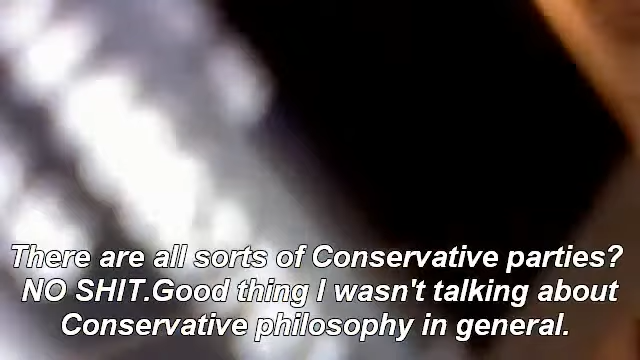 There are all sorts of Conservative parties?
NO SHIT.Good thing I wasn't talking about
Conservative philosophy in general.